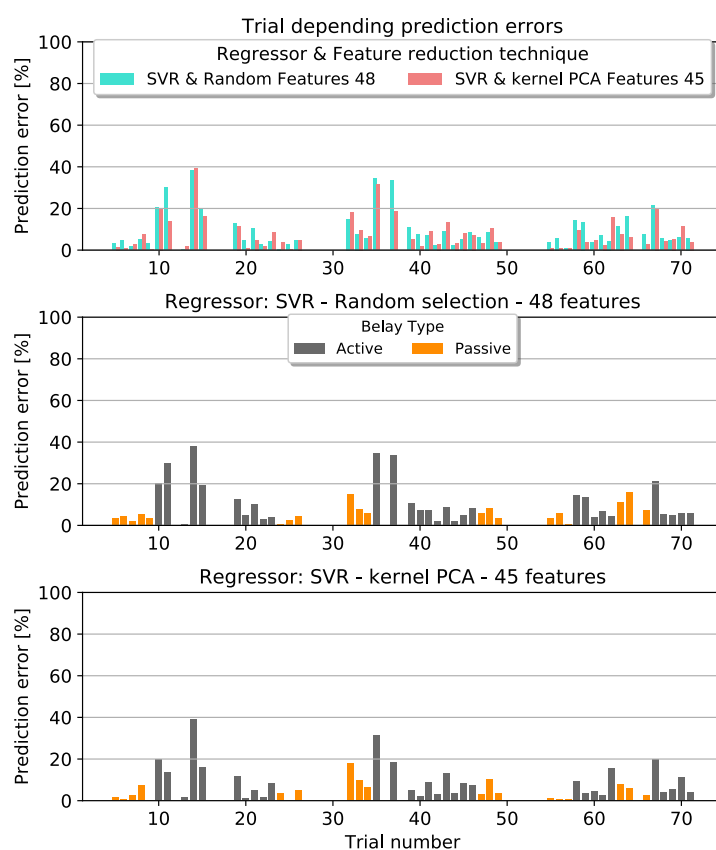 Trial depending prediction errors
Prediction error [%]
100
80
60
40
20
0
Regressor & Feature reduction technique
SVR & Random Features 48 SVR & kernel PCA Features 45
10 20 30 40 50 60 70
Regressor: SVR - Random selection - 48 features
Prediction error [%]
100
80
60
40
20
0
Belay Type
Active Passive
10 20 30 40 50 60 70
Regressor: SVR - kernel PCA - 45 features
Prediction error [%]
100
80
60
40
20
0
10 20 30 40 50 60 70
Trial number